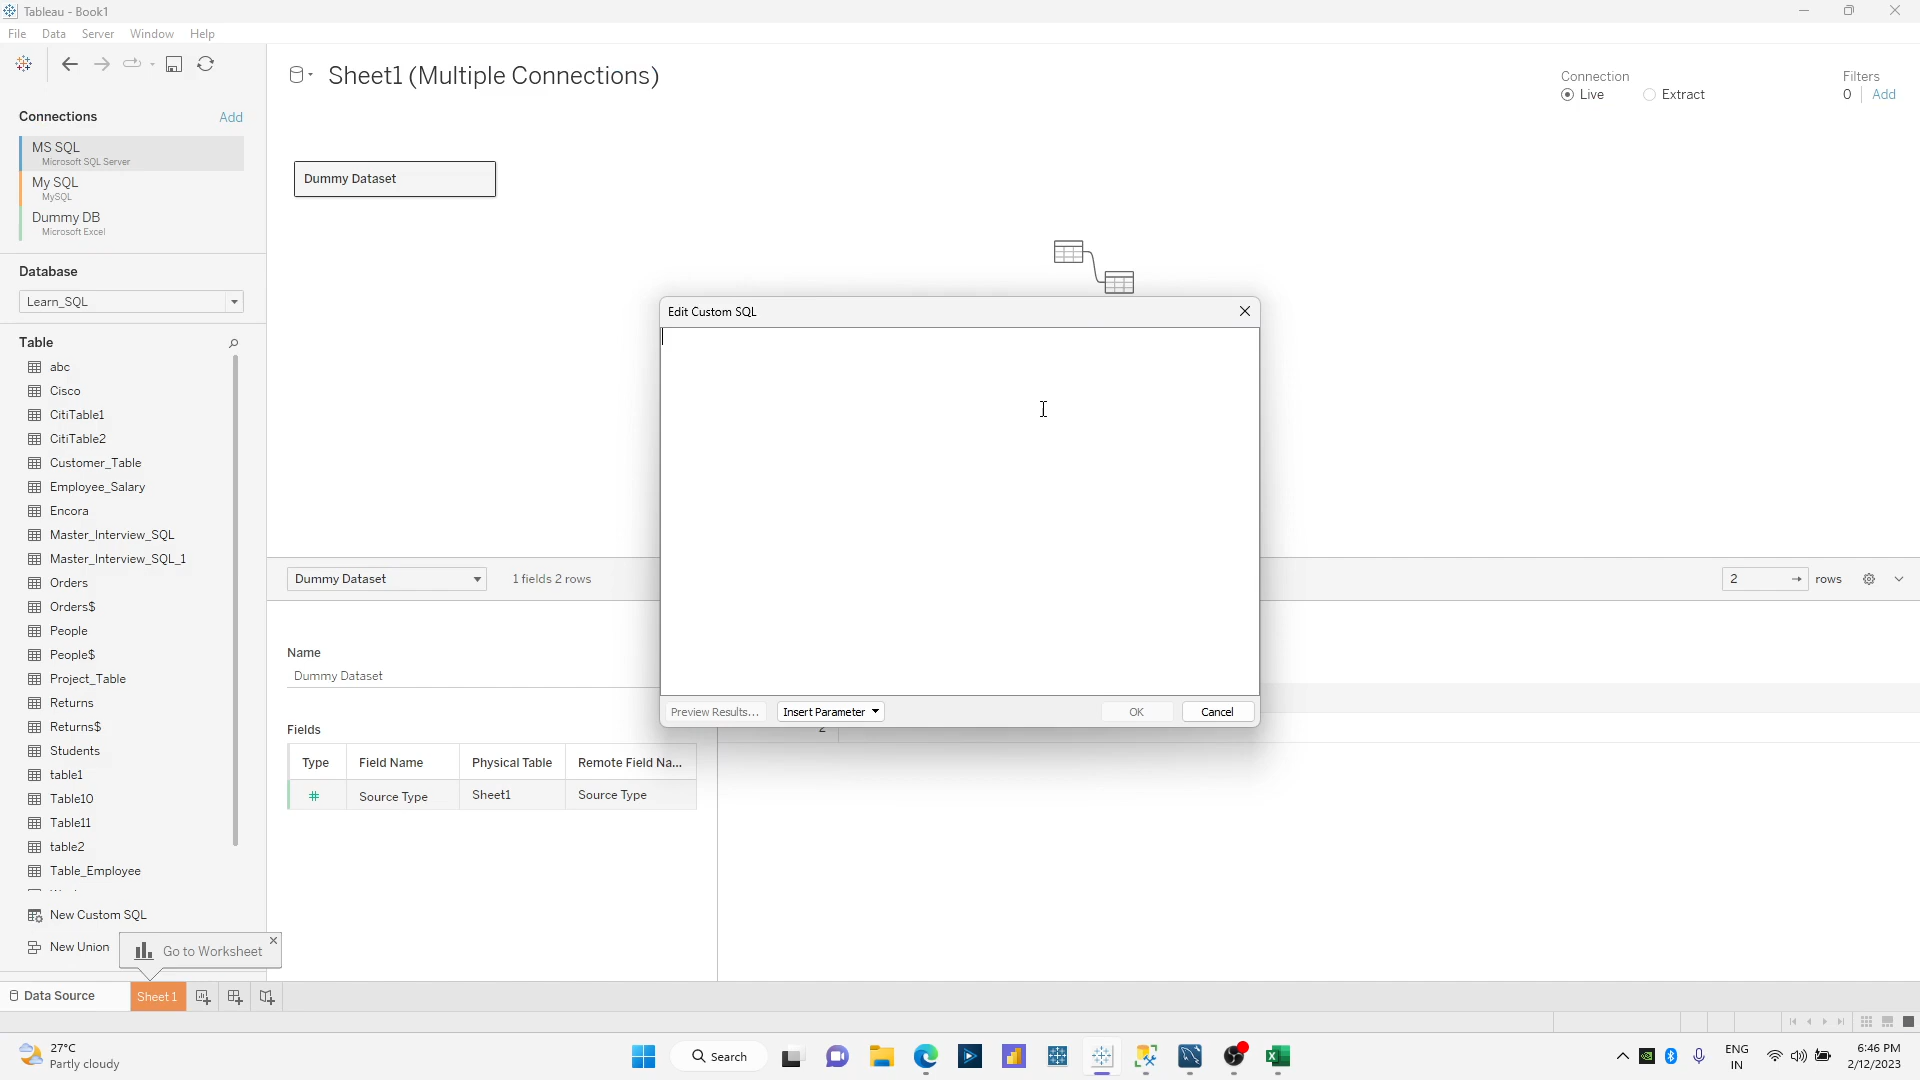 Tableau - Book1
File Data Server Window Help
Connections Add
MS SQL
Microsoft SQL Server
My SQL
MySQL
Dummy DB
Microsoft Excel
Database
Learn_SQL
Table
abc
Cisco
CitiTable1
CitiTable2
Customer_Table
Employee_Salary
Encora
Master_Interview_SQL
Master_Interview_SQL_1
Orders
Orders$
People
People$
Project_Table
Returns
Returns$
Students
table1
Table10
Table11
table2
Table_Employee
New Custom SQL
New Union
Go to Worksheet
Sheet1 (Multiple Connections)
Connection
Live Extract
Filters
0 Add
Dummy Dataset
Edit Custom SQL
Preview Results... Insert Parameter OK Cancel
Dummy Dataset 1 fields 2 rows
2 rows
Name
Dummy Dataset
Fields
Type Field Name Physical Table Remote Field Na...
# Source Type Sheet1 Source Type
2
Data Source Sheet 1
27°C
Partly cloudy
Search
ENG
IN
6:46 PM
2/12/2023